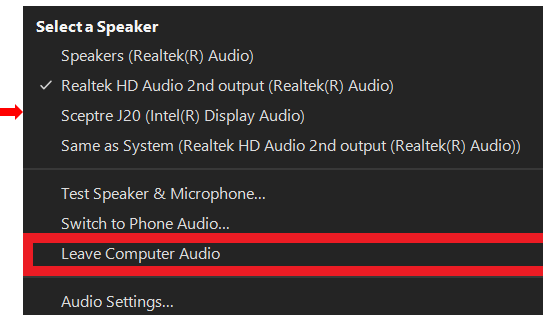 Select a Speaker
Speakers (Realtek(R) Audio)
Realtek HD Audio 2nd output (Realtek(R) Audio)
Sceptre J20 (Intel(R) Display Audio)
Same as System (Realtek HD Audio 2nd output (Realtek(R) Audio))
Test Speaker & Microphone...
Switch to Phone Audio...
Leave Computer Audio
Audio Settings...